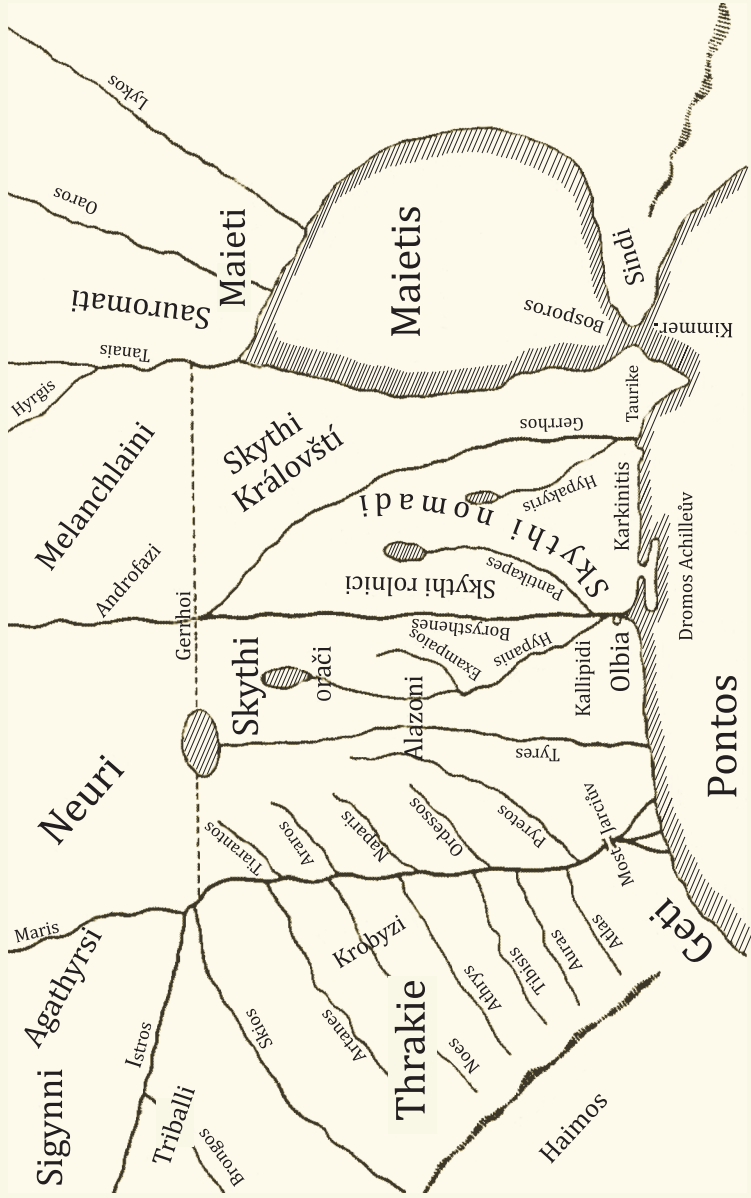 Lykos
Oaros
Sauromati
Maieti
Maietis
Sindi
Bosporos
Kimmer.
Tanais
Hyrgis
Melanchlaini
Androfazi
Skythi
Královští
Gerrhos
Taurike
Hypakyris
Karkinitis
Skythi nomadi
Pantikapes
Skythi rolníci
Dromos Achilleův
Gerrhoi
Borysthenes
Exampaios
Hypanis
Skythi
oráči
Alazoni
Kallipidi
Olbia
Pontos
Tyres
Neuri
Tiarantos
Araros
Naparis
Ordessos
Pyretos
Most Jarciův
Maris
Agathyrsi
Sigynni
Istros
Triballi
Brongos
Skios
Artanes
Krobyzi
Thrakie
Noes
Athrys
Tibisis
Auras
Atlas
Geti
Haimos